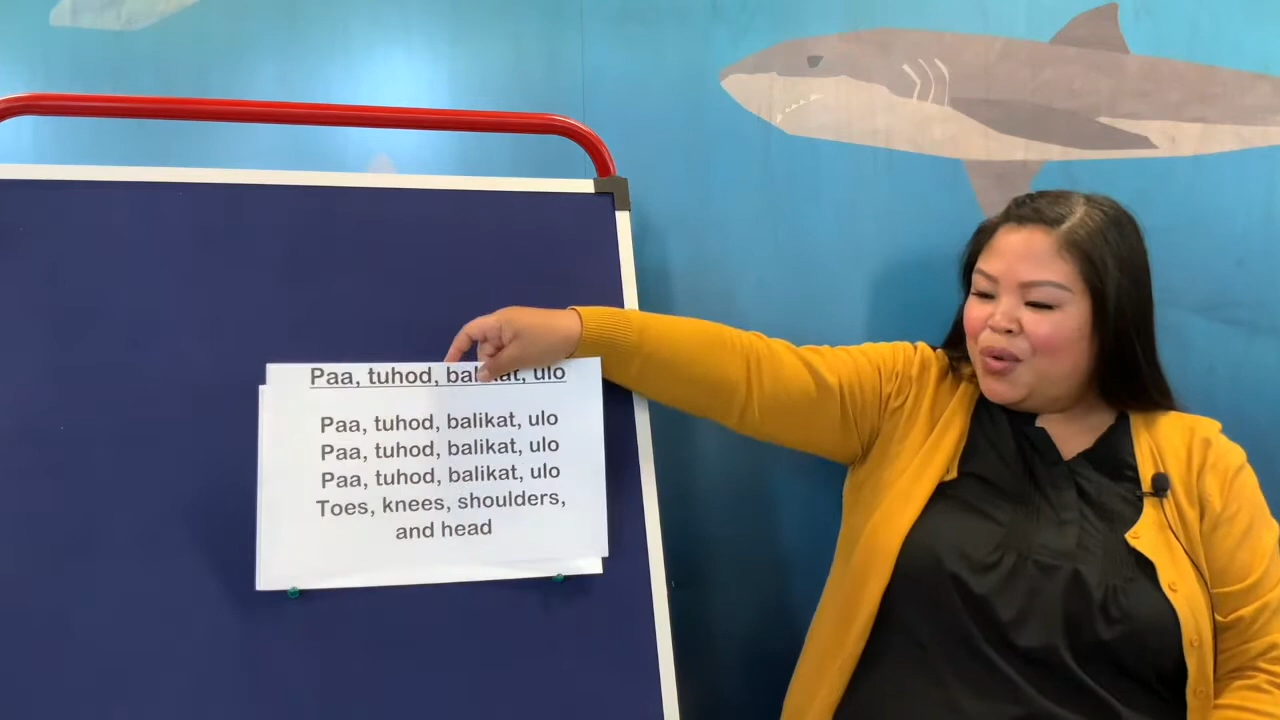 Paa, tuhod, balikat, ulo
Paa, tuhod, balikat, ulo
Paa, tuhod, balikat, ulo
Paa, tuhod, balikat, ulo
Toes, knees, shoulders,
and head